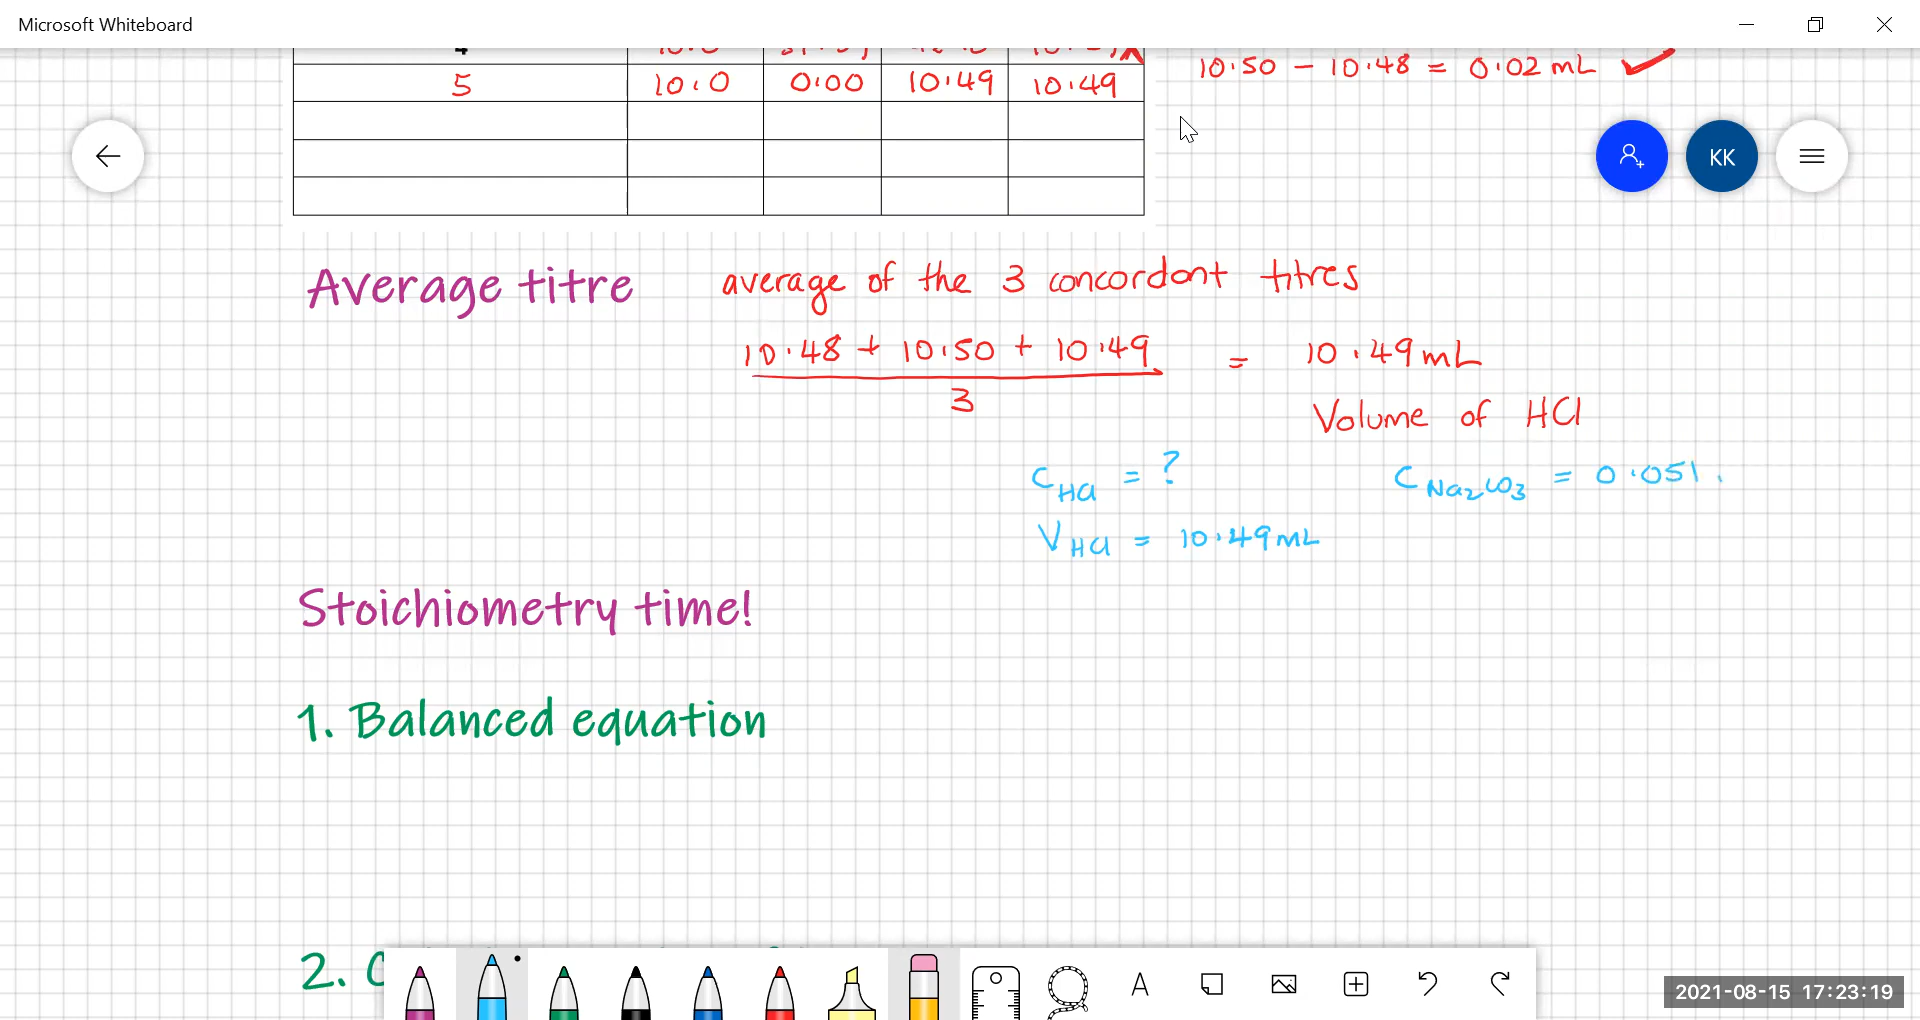 Microsoft Whiteboard
5 10.0 0.00 10.49 10.49
10.50 - 10.48 = 0.02 mL ✓
KK
Average titre average of the 3 concordant titres
10.48 + 10.50 + 10.49 = 10.49 mL
3
Volume of HCl
C HCl = ? C Na2CO3 = 0.051.
V HCl = 10.49 mL
Stoichiometry time!
1. Balanced equation
2. C
A
2021-08-15 17:23:19